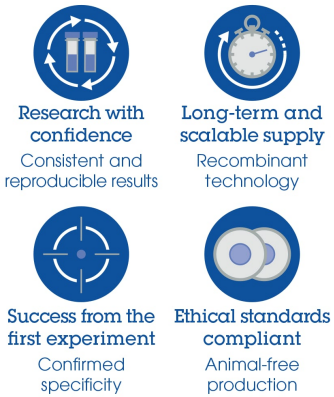 Research with
confidence
Consistent and
reproducible results
Long-term and
scalable supply
Recombinant
technology
Success from the
first experiment
Confirmed
specificity
Ethical standards
compliant
Animal-free
production